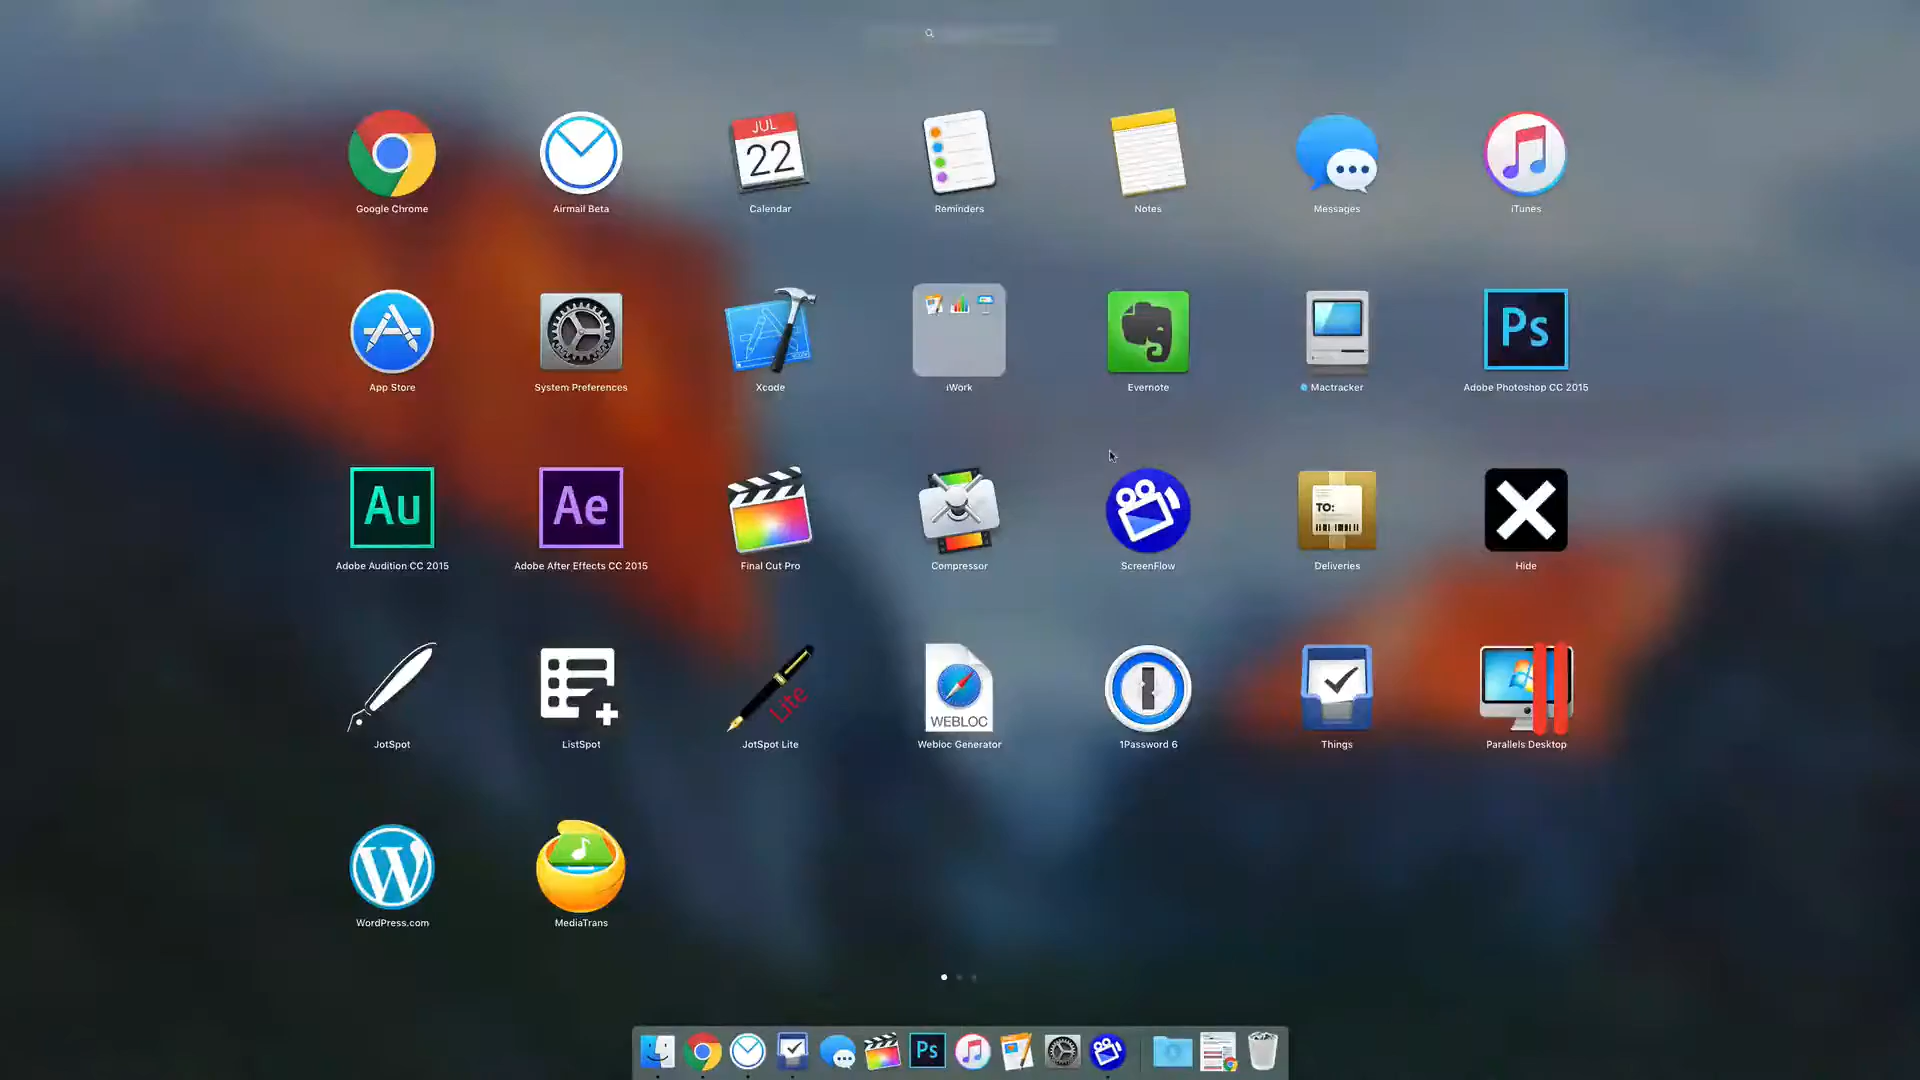 JUL
22
Google Chrome
Airmail Beta
Calendar
Reminders
Notes
Messages
iTunes
Ps
App Store
System Preferences
Xcode
iWork
Evernote
Mactracker
Adobe Photoshop CC 2015
Au
Ae
TO:
Adobe Audition CC 2015
Adobe After Effects CC 2015
Final Cut Pro
Compressor
ScreenFlow
Deliveries
Hide
Lite
WEBLOC
JotSpot
ListSpot
JotSpot Lite
Webloc Generator
1Password 6
Things
Parallels Desktop
WordPress.com
MediaTrans
Ps